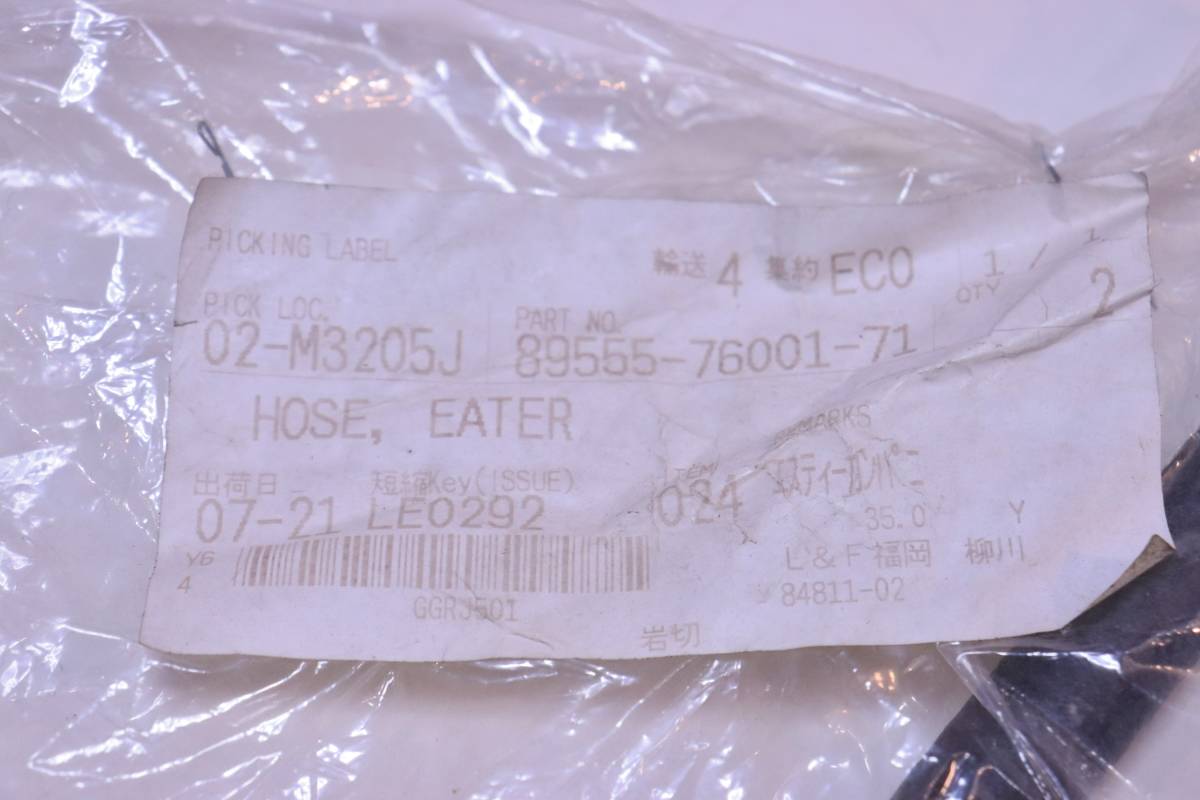 PICKING LABEL
輸送 4 集約 ECO 1 / 1
PICK LOC. PART NO. QTY
02-M3205J 89555-76001-71 2
HOSE, EATER
REMARKS
出荷日 短縮Key(ISSUE) ITEM
07-21 LE0292 024
35.0 Y
Y6
4
L&F福岡 柳川
84811-02
GGRJ501
岩切